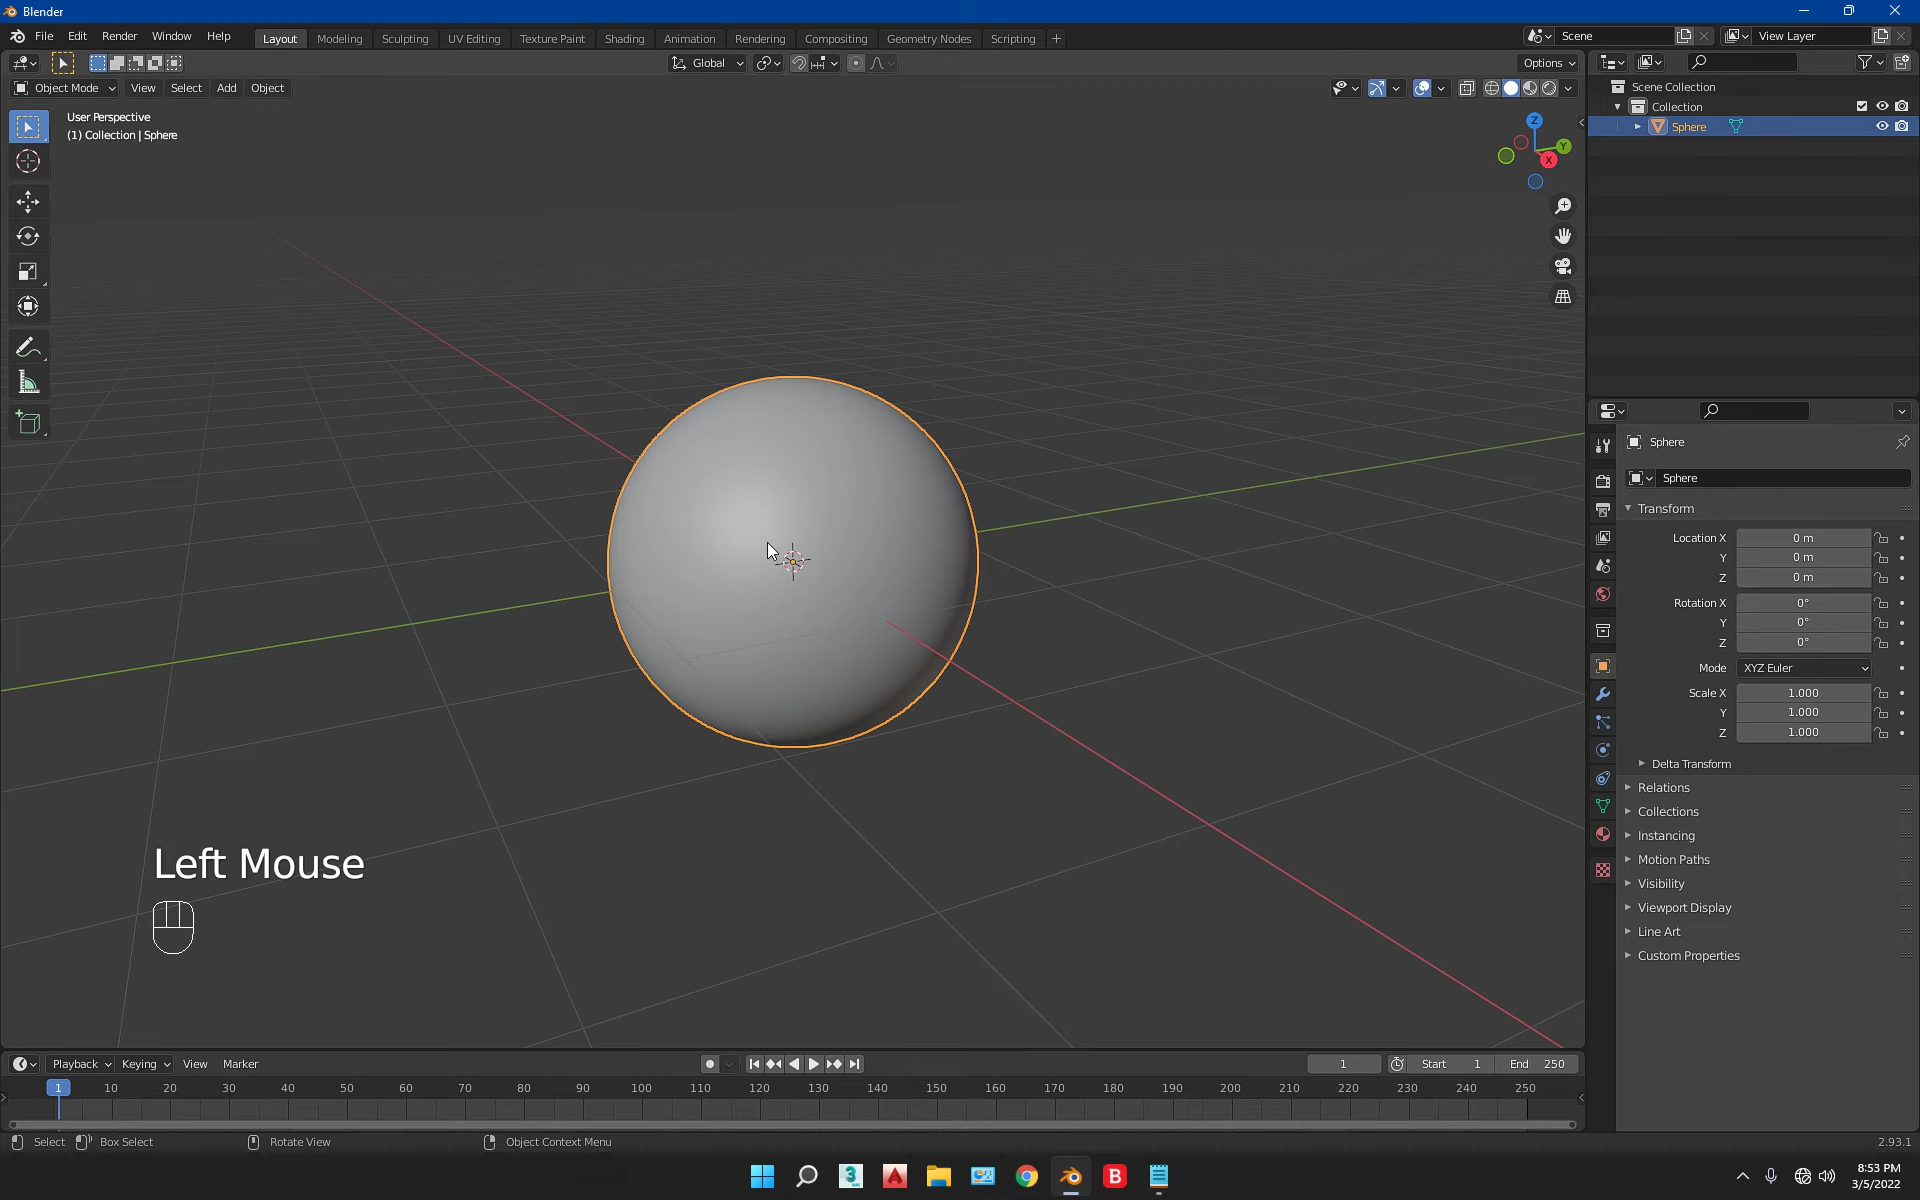 Blender
File Edit Render Window Help Layout Modeling Sculpting UV Editing Texture Paint Shading Animation Rendering Compositing Geometry Nodes Scripting + Scene View Layer
Global Options
Object Mode View Select Add Object
User Perspective
(1) Collection | Sphere
Z
Y
X
Scene Collection
Collection
Sphere
Sphere
Sphere
Transform
Location X 0 m
Y 0 m
Z 0 m
Rotation X 0°
Y 0°
Z 0°
Mode XYZ Euler
Scale X 1.000
Y 1.000
Z 1.000
Delta Transform
Relations
Collections
Instancing
Motion Paths
Visibility
Viewport Display
Line Art
Custom Properties
Left Mouse
Playback Keying View Marker 1 Start 1 End 250
1 10 20 30 40 50 60 70 80 90 100 110 120 130 140 150 160 170 180 190 200 210 220 230 240 250
Select Box Select Rotate View Object Context Menu 2.93.1
3 B 8:53 PM
3/5/2022